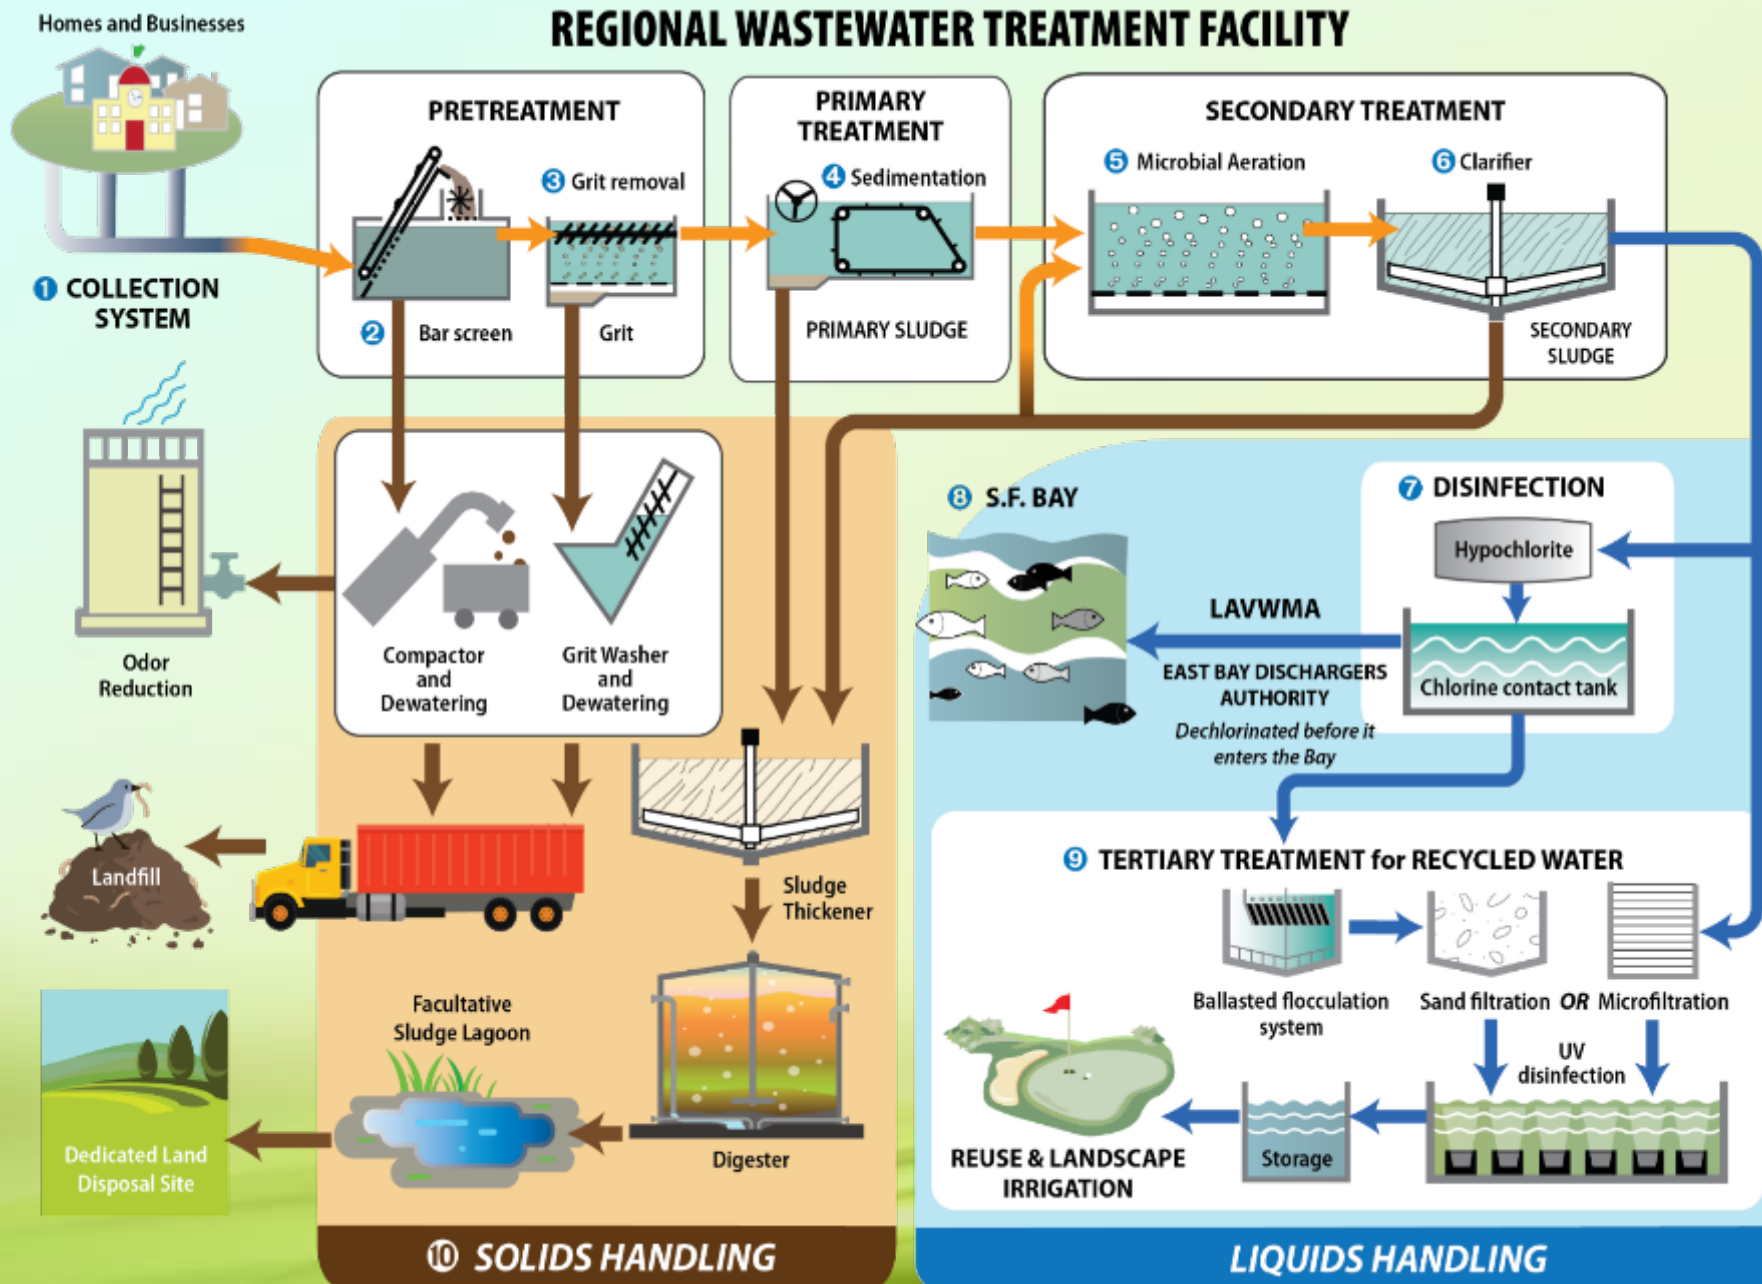 Homes and Businesses
REGIONAL WASTEWATER TREATMENT FACILITY
1 COLLECTION
SYSTEM
PRETREATMENT
3 Grit removal
2 Bar screen
Grit
PRIMARY
TREATMENT
4 Sedimentation
PRIMARY SLUDGE
SECONDARY TREATMENT
5 Microbial Aeration
6 Clarifier
SECONDARY
SLUDGE
Odor
Reduction
Compactor
and
Dewatering
Grit Washer
and
Dewatering
Landfill
Sludge
Thickener
Facultative
Sludge Lagoon
Digester
Dedicated Land
Disposal Site
10 SOLIDS HANDLING
8 S.F. BAY
7 DISINFECTION
Hypochlorite
Chlorine contact tank
LAVWMA
EAST BAY DISCHARGERS
AUTHORITY
Dechlorinated before it
enters the Bay
9 TERTIARY TREATMENT for RECYCLED WATER
Ballasted flocculation
system
Sand filtration OR Microfiltration
UV
disinfection
Storage
REUSE & LANDSCAPE
IRRIGATION
LIQUIDS HANDLING